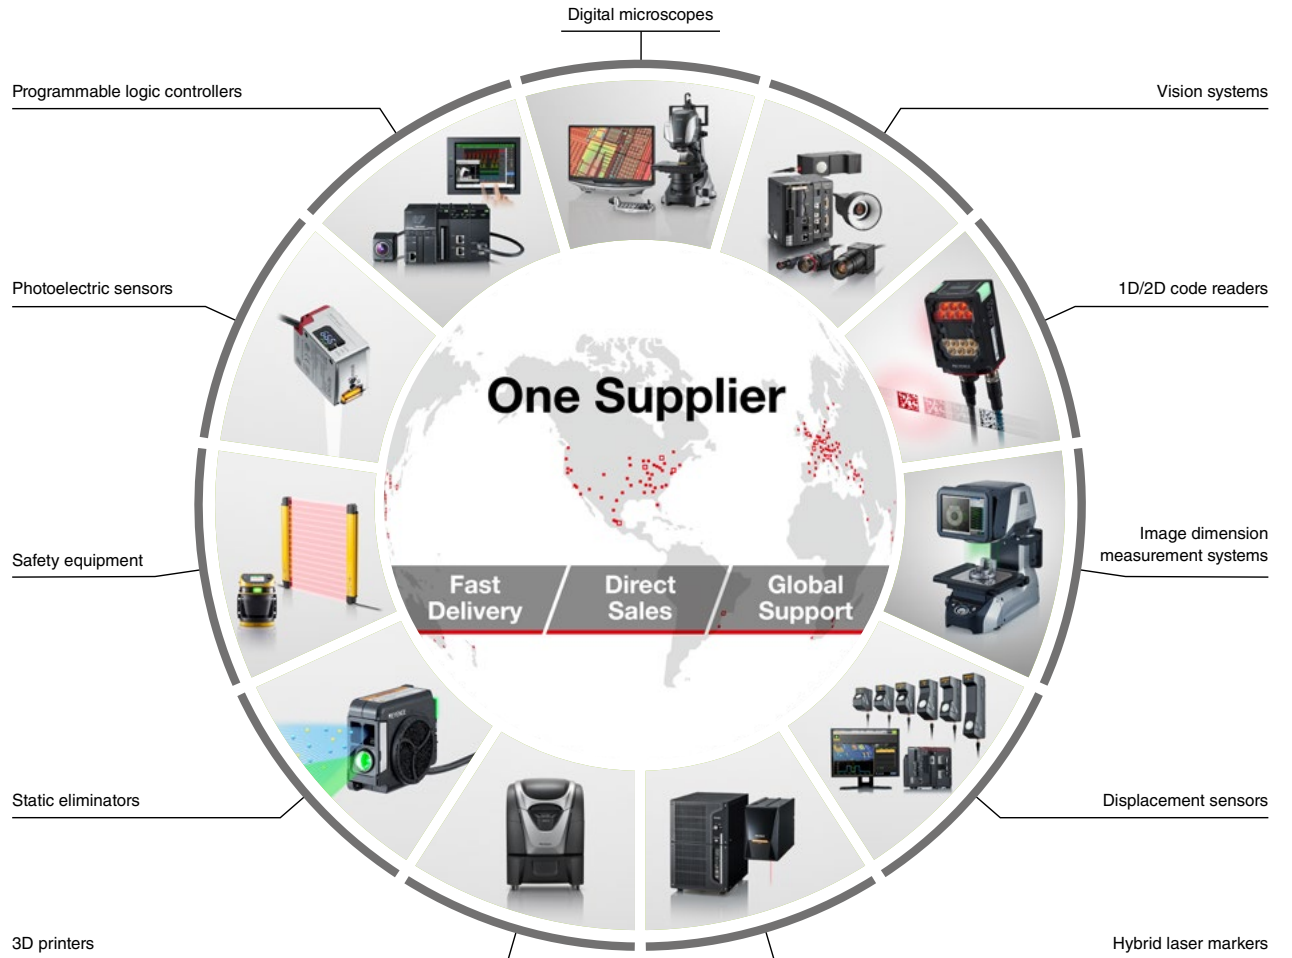 Digital microscopes
Programmable logic controllers
Vision systems
Photoelectric sensors
1D/2D code readers
One Supplier
Image dimension
measurement systems
Safety equipment
Fast
Delivery
Direct
Sales
Global
Support
KEYENCE
Static eliminators
Displacement sensors
3D printers
Hybrid laser markers